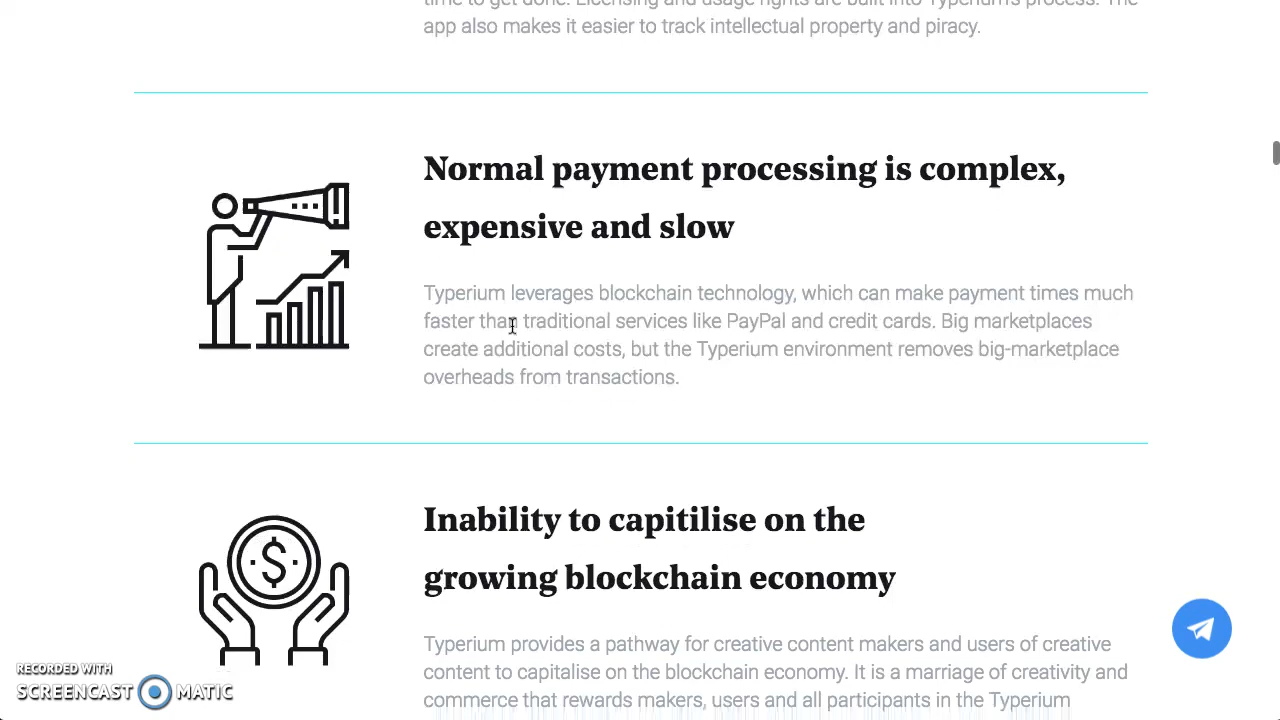 time to get done. Licensing and usage rights are built into Typerium's process. The
app also makes it easier to track intellectual property and piracy.
Normal payment processing is complex,
expensive and slow
Typerium leverages blockchain technology, which can make payment times much
faster than traditional services like PayPal and credit cards. Big marketplaces
create additional costs, but the Typerium environment removes big-marketplace
overheads from transactions.
Inability to capitilise on the
growing blockchain economy
Typerium provides a pathway for creative content makers and users of creative
content to capitalise on the blockchain economy. It is a marriage of creativity and
commerce that rewards makers, users and all participants in the Typerium
RECORDED WITH
SCREENCAST MATIC